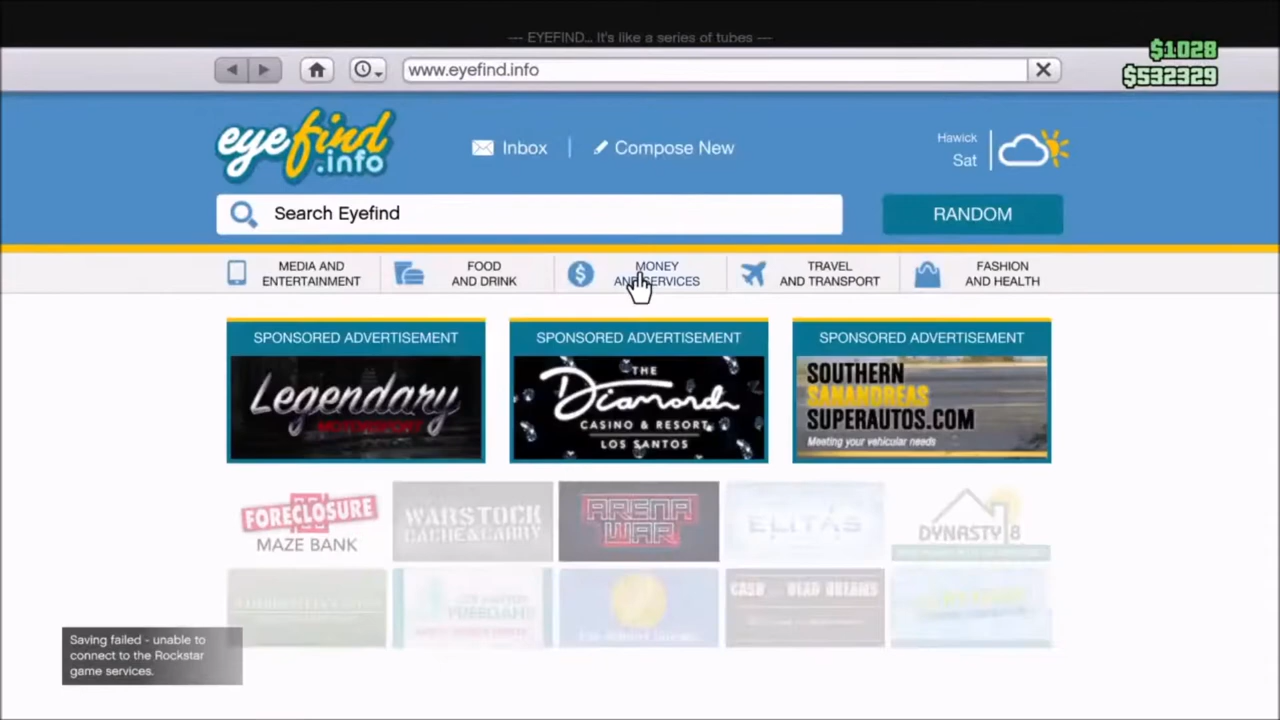 --- EYEFIND... It's like a series of tubes ---
$1028
www.eyefind.info
$532329
eyefind
.info
Inbox
Compose New
Hawick
Sat
Search Eyefind
RANDOM
MEDIA AND
ENTERTAINMENT
FOOD
AND DRINK
MONEY
AND SERVICES
TRAVEL
AND TRANSPORT
FASHION
AND HEALTH
SPONSORED ADVERTISEMENT
Legendary
MOTORSPORT
SPONSORED ADVERTISEMENT
THE
Diamond
CASINO & RESORT
LOS SANTOS
SPONSORED ADVERTISEMENT
SOUTHERN
SANANDREAS
SUPERAUTOS.COM
Meeting your vehicular needs
FORECLOSURE
MAZE BANK
WARSTOCK
CACHE&CARRY
ARENA
WAR
ELITÁS
DYNASTY 8
Saving failed - unable to
connect to the Rockstar
game services.